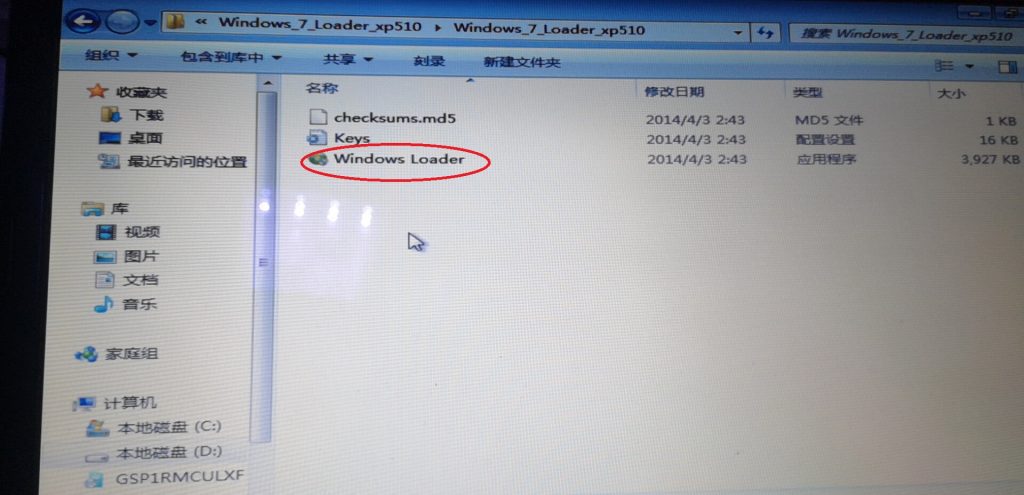 « Windows_7_Loader_xp510 ▸ Windows_7_Loader_xp510 搜索 Windows_7_Loader_xp510
组织 包含到库中 共享 刻录 新建文件夹
名称 修改日期 类型 大小
checksums.md5 2014/4/3 2:43 MD5 文件 1 KB
Keys 2014/4/3 2:43 配置设置 16 KB
Windows Loader 2014/4/3 2:43 应用程序 3,927 KB
收藏夹
下载
桌面
最近访问的位置
库
视频
图片
文档
音乐
家庭组
计算机
本地磁盘 (C:)
本地磁盘 (D:)
GSP1RMCULXF